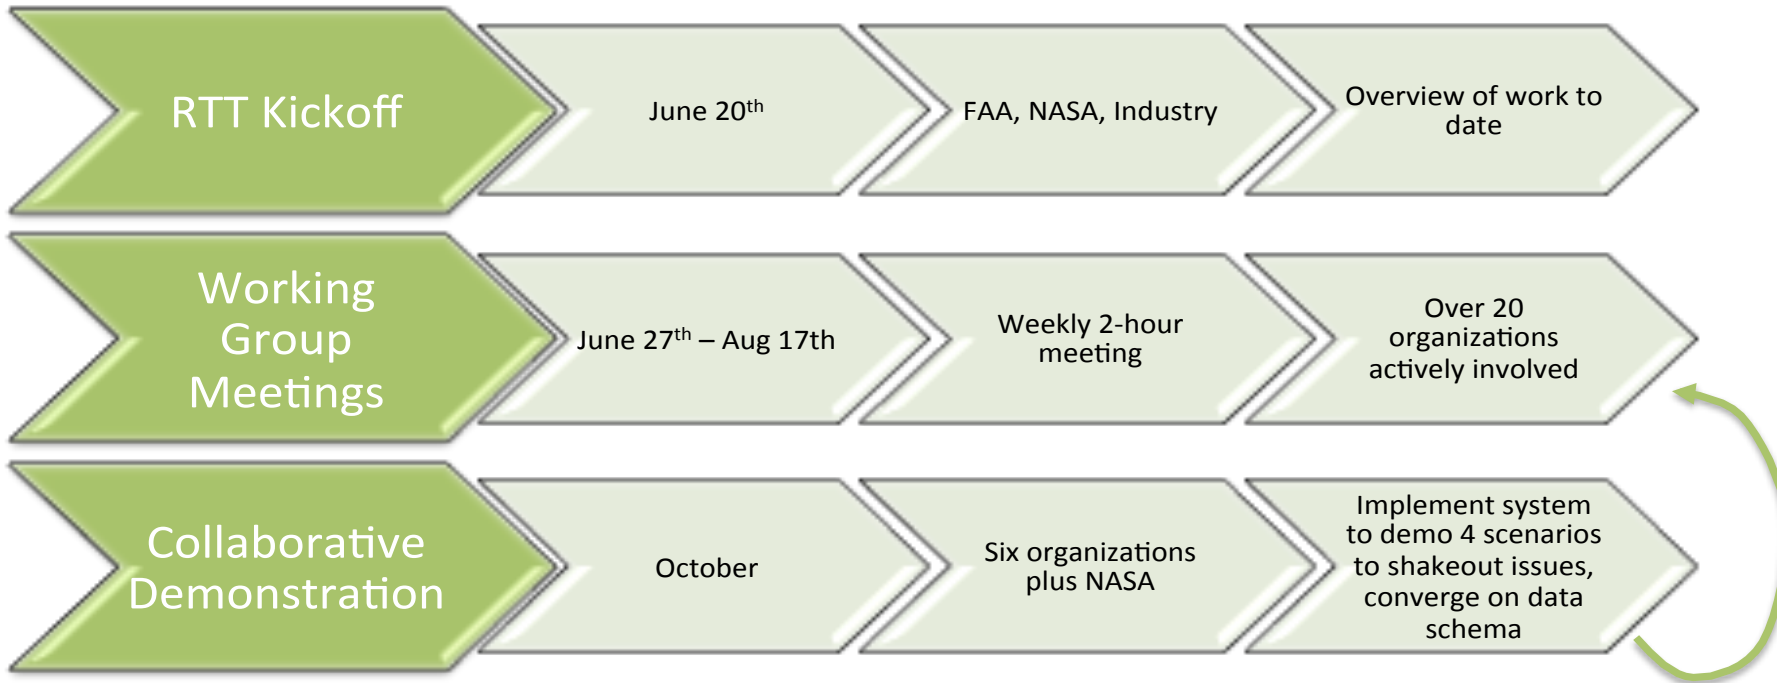 RTT Kickoff
June 20th
FAA, NASA, Industry
Overview of work to
date
Working
Group
Meetings
June 27th – Aug 17th
Weekly 2-hour
meeting
Over 20
organizations
actively involved
Collaborative
Demonstration
October
Six organizations
plus NASA
Implement system
to demo 4 scenarios
to shakeout issues,
converge on data
schema